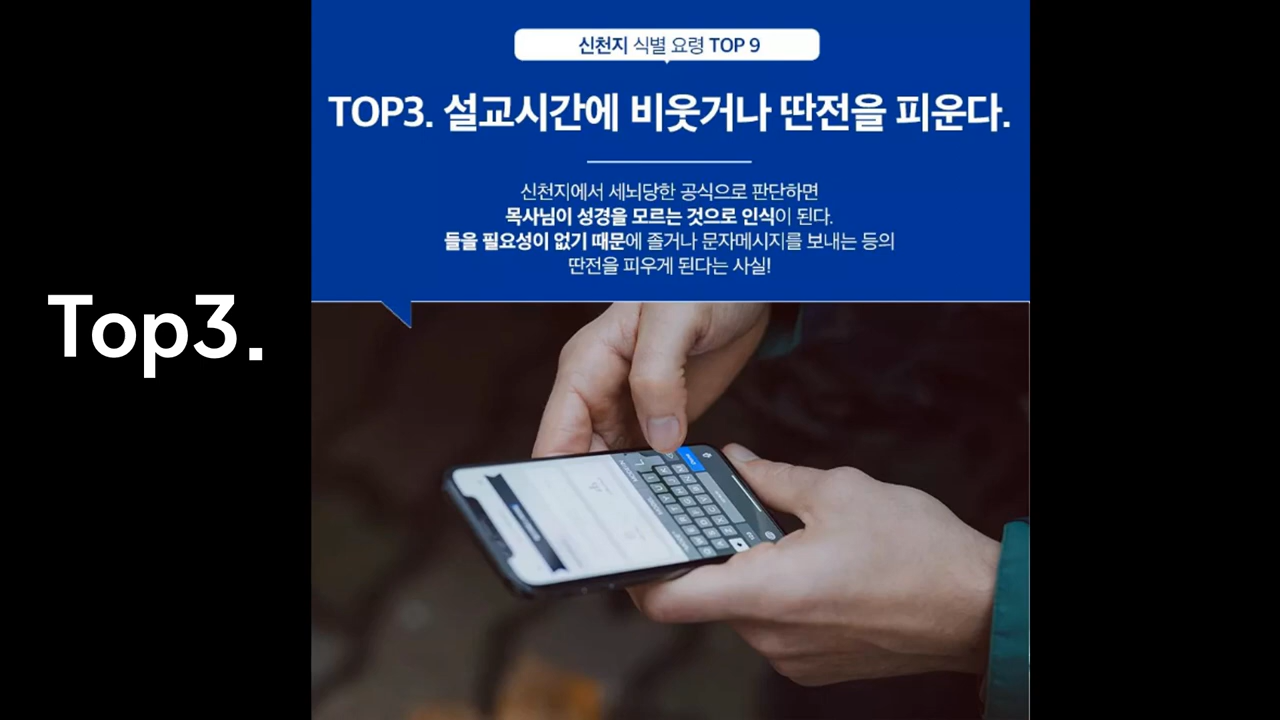 Top3.
신천지 식별 요령 TOP 9
TOP3. 설교시간에 비웃거나 딴전을 피운다.
신천지에서 세뇌당한 공식으로 판단하면
목사님이 성경을 모르는 것으로 인식이 된다.
들을 필요성이 없기 때문에 졸거나 문자메시지를 보내는 등의
딴전을 피우게 된다는 사실!